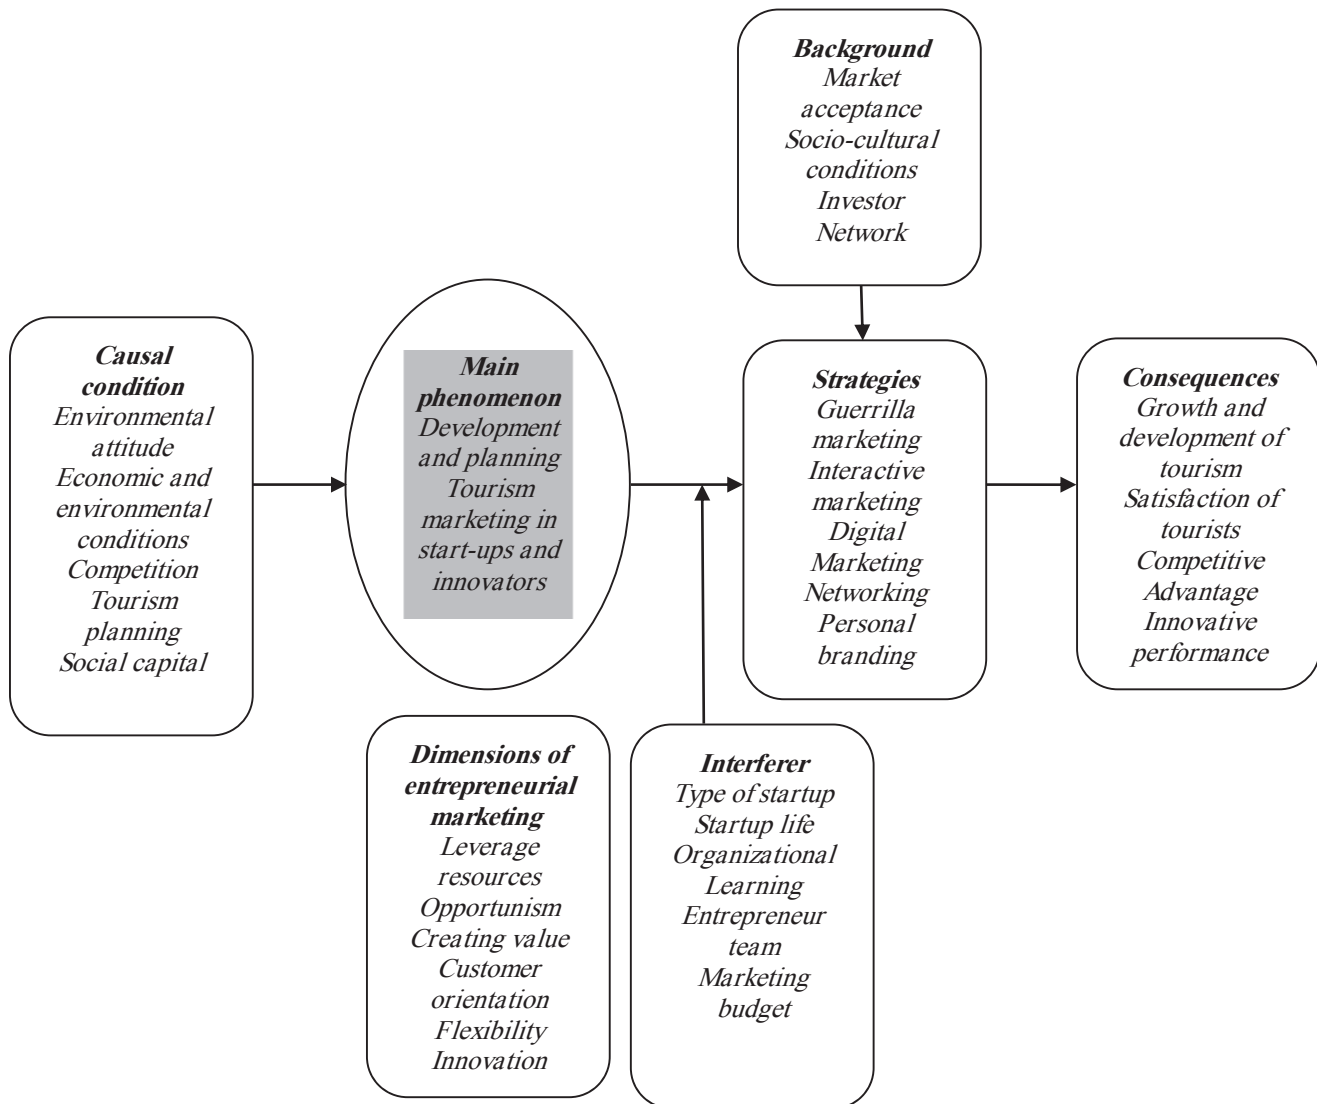 Background
Market
acceptance
Socio-cultural
conditions
Investor
Network
Causal
condition
Environmental
attitude
Economic and
environmental
conditions
Competition
Tourism
planning
Social capital
Main
phenomenon
Development
and planning
Tourism
marketing in
start-ups and
innovators
Strategies
Guerrilla
marketing
Interactive
marketing
Digital
Marketing
Networking
Personal
branding
Consequences
Growth and
development of
tourism
Satisfaction of
tourists
Competitive
Advantage
Innovative
performance
Dimensions of
entrepreneurial
marketing
Leverage
resources
Opportunism
Creating value
Customer
orientation
Flexibility
Innovation
Interferer
Type of startup
Startup life
Organizational
Learning
Entrepreneur
team
Marketing
budget